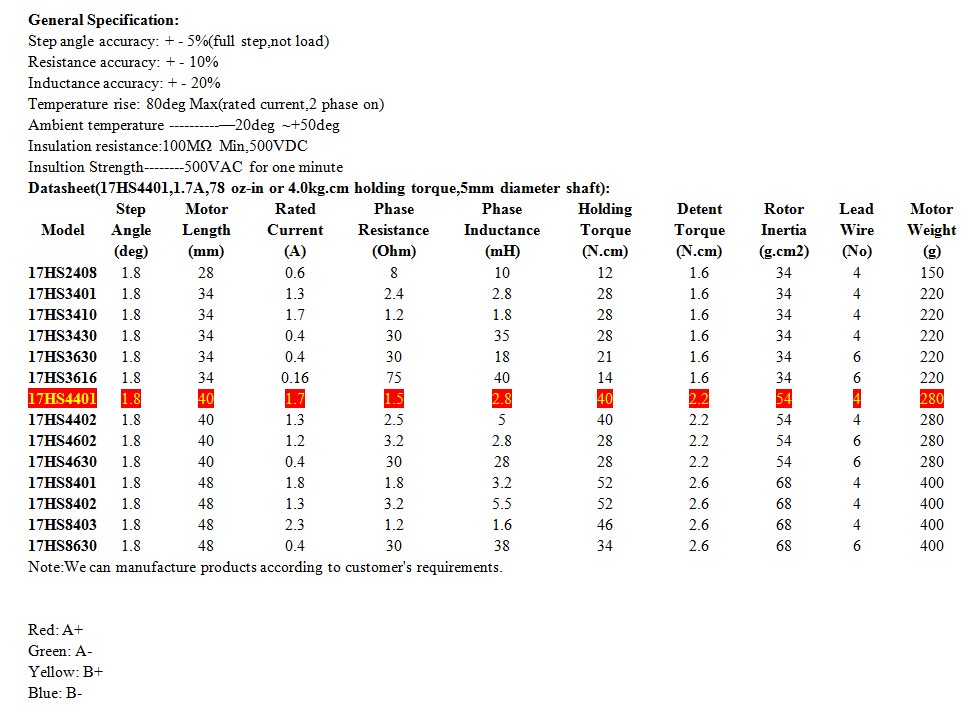 General Specification:
Step angle accuracy: + - 5%(full step,not load)
Resistance accuracy: + - 10%
Inductance accuracy: + - 20%
Temperature rise: 80deg Max(rated current,2 phase on)
Ambient temperature ----------—20deg ~+50deg
Insulation resistance:100MΩ Min,500VDC
Insultion Strength--------500VAC for one minute
Datasheet(17HS4401,1.7A,78 oz-in or 4.0kg.cm holding torque,5mm diameter shaft):
Step Motor Rated Phase Phase Holding Detent Rotor Lead Motor
Model Angle Length Current Resistance Inductance Torque Torque Inertia Wire Weight
(deg) (mm) (A) (Ohm) (mH) (N.cm) (N.cm) (g.cm2) (No) (g)
17HS2408 1.8 28 0.6 8 10 12 1.6 34 4 150
17HS3401 1.8 34 1.3 2.4 2.8 28 1.6 34 4 220
17HS3410 1.8 34 1.7 1.2 1.8 28 1.6 34 4 220
17HS3430 1.8 34 0.4 30 35 28 1.6 34 4 220
17HS3630 1.8 34 0.4 30 18 21 1.6 34 6 220
17HS3616 1.8 34 0.16 75 40 14 1.6 34 6 220
17HS4401 1.8 40 1.7 1.5 2.8 40 2.2 54 4 280
17HS4402 1.8 40 1.3 2.5 5 40 2.2 54 4 280
17HS4602 1.8 40 1.2 3.2 2.8 28 2.2 54 6 280
17HS4630 1.8 40 0.4 30 28 28 2.2 54 6 280
17HS8401 1.8 48 1.8 1.8 3.2 52 2.6 68 4 400
17HS8402 1.8 48 1.3 3.2 5.5 52 2.6 68 4 400
17HS8403 1.8 48 2.3 1.2 1.6 46 2.6 68 4 400
17HS8630 1.8 48 0.4 30 38 34 2.6 68 6 400
Note:We can manufacture products according to customer's requirements.
Red: A+
Green: A-
Yellow: B+
Blue: B-